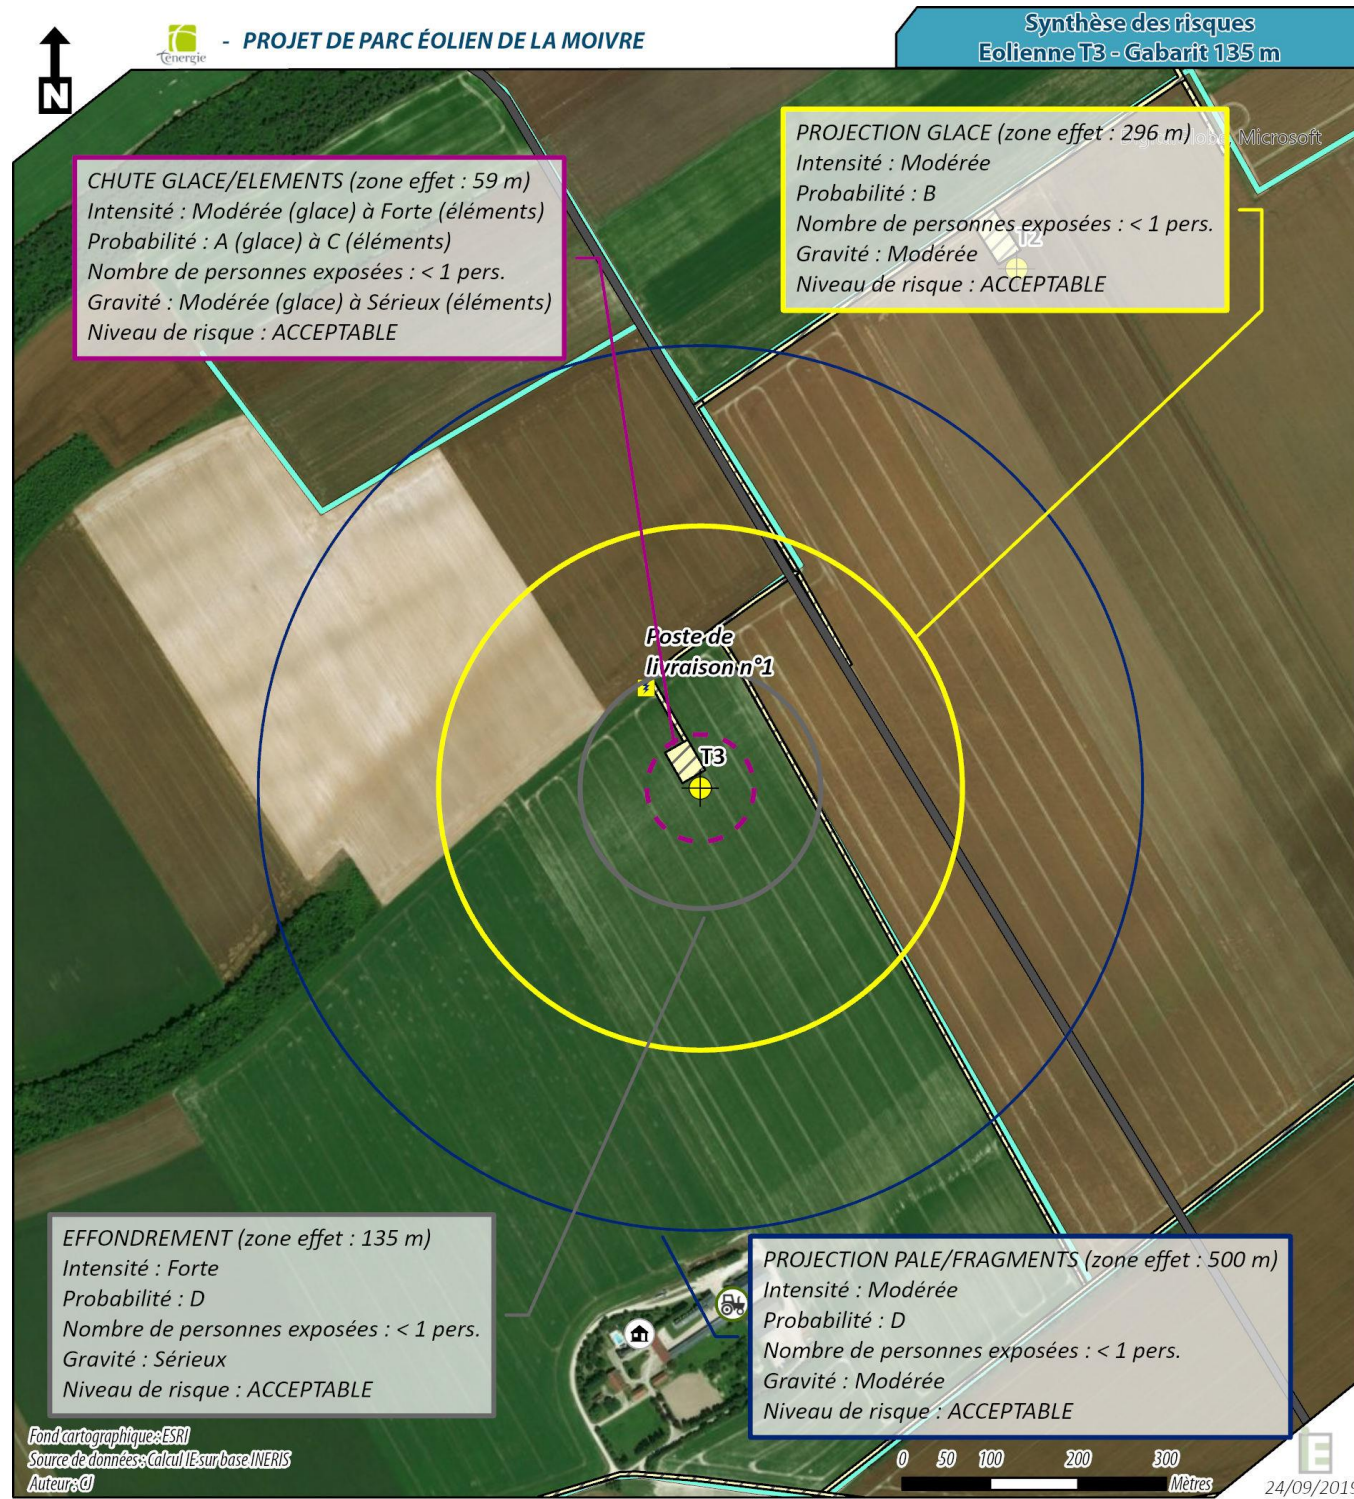 N
ténergie
- PROJET DE PARC ÉOLIEN DE LA MOIVRE
Synthèse des risques
Eolienne T3 - Gabarit 135 m
CHUTE GLACE/ELEMENTS (zone effet : 59 m)
Intensité : Modérée (glace) à Forte (éléments)
Probabilité : A (glace) à C (éléments)
Nombre de personnes exposées : < 1 pers.
Gravité : Modérée (glace) à Sérieux (éléments)
Niveau de risque : ACCEPTABLE
PROJECTION GLACE (zone effet : 296 m)
Intensité : Modérée
Probabilité : B
Nombre de personnes exposées : < 1 pers.
Gravité : Modérée
Niveau de risque : ACCEPTABLE
Microsoft
T2
Poste de
livraison n°1
T3
EFFONDREMENT (zone effet : 135 m)
Intensité : Forte
Probabilité : D
Nombre de personnes exposées : < 1 pers.
Gravité : Sérieux
Niveau de risque : ACCEPTABLE
PROJECTION PALE/FRAGMENTS (zone effet : 500 m)
Intensité : Modérée
Probabilité : D
Nombre de personnes exposées : < 1 pers.
Gravité : Modérée
Niveau de risque : ACCEPTABLE
Fond cartographique : ESRI
Source de données : Calcul IE sur base INERIS
Auteur : CJ
0 50 100 200 300
Mètres
IE
24/09/2019